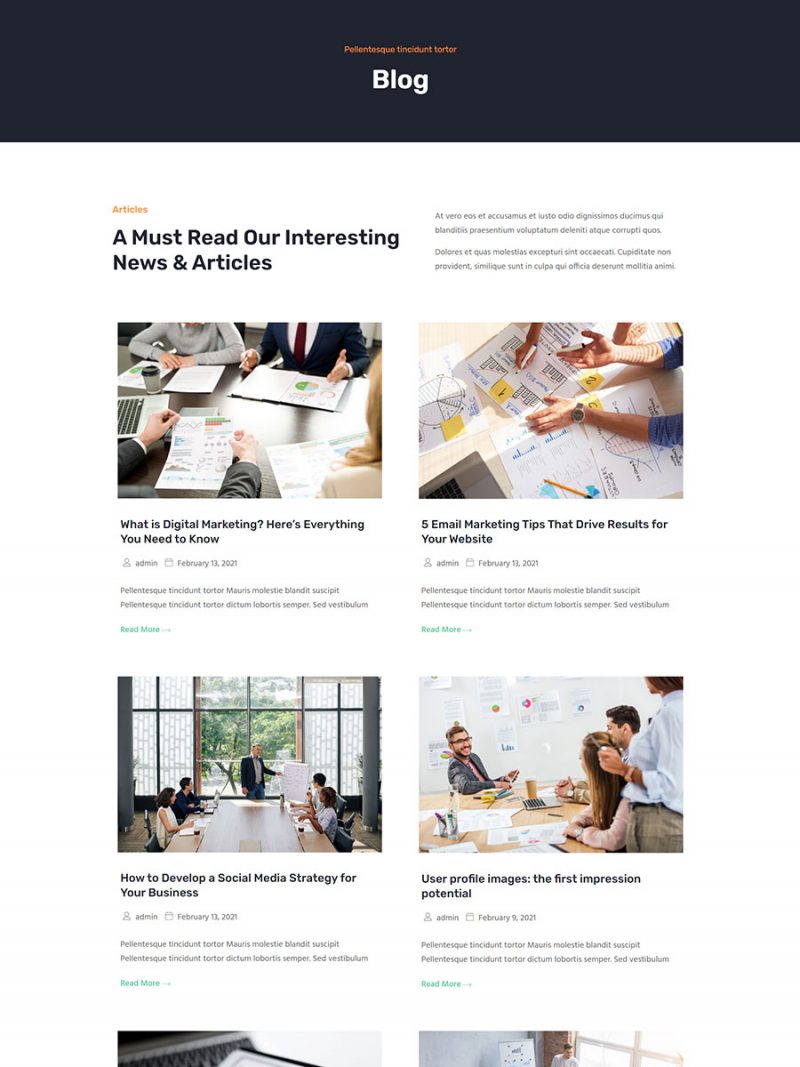 Pellentesque tincidunt tortor
Blog
Articles
A Must Read Our Interesting
News & Articles
At vero eos et accusamus et iusto odio dignissimos ducimus qui
blanditiis praesentium voluptatum deleniti atque corrupti quos.
Dolores et quas molestias excepturi sint occaecati. Cupiditate non
provident, similique sunt in culpa qui officia deserunt mollitia animi.
What is Digital Marketing? Here's Everything
You Need to Know
admin February 13, 2021
Pellentesque tincidunt tortor Mauris molestie blandit suscipit
Pellentesque tincidunt tortor dictum lobortis semper. Sed vestibulum
Read More
5 Email Marketing Tips That Drive Results for
Your Website
admin February 13, 2021
Pellentesque tincidunt tortor Mauris molestie blandit suscipit
Pellentesque tincidunt tortor dictum lobortis semper. Sed vestibulum
Read More
How to Develop a Social Media Strategy for
Your Business
admin February 13, 2021
Pellentesque tincidunt tortor Mauris molestie blandit suscipit
Pellentesque tincidunt tortor dictum lobortis semper. Sed vestibulum
Read More
User profile images: the first impression
potential
admin February 9, 2021
Pellentesque tincidunt tortor Mauris molestie blandit suscipit
Pellentesque tincidunt tortor dictum lobortis semper. Sed vestibulum
Read More